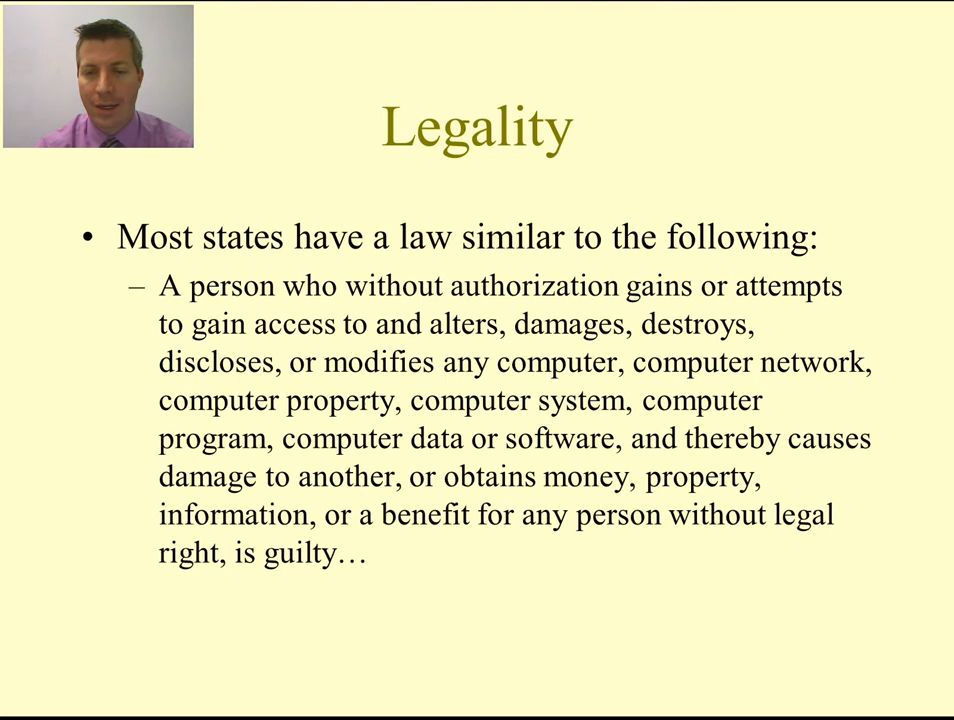 Legality
• Most states have a law similar to the following:
– A person who without authorization gains or attempts
to gain access to and alters, damages, destroys,
discloses, or modifies any computer, computer network,
computer property, computer system, computer
program, computer data or software, and thereby causes
damage to another, or obtains money, property,
information, or a benefit for any person without legal
right, is guilty…